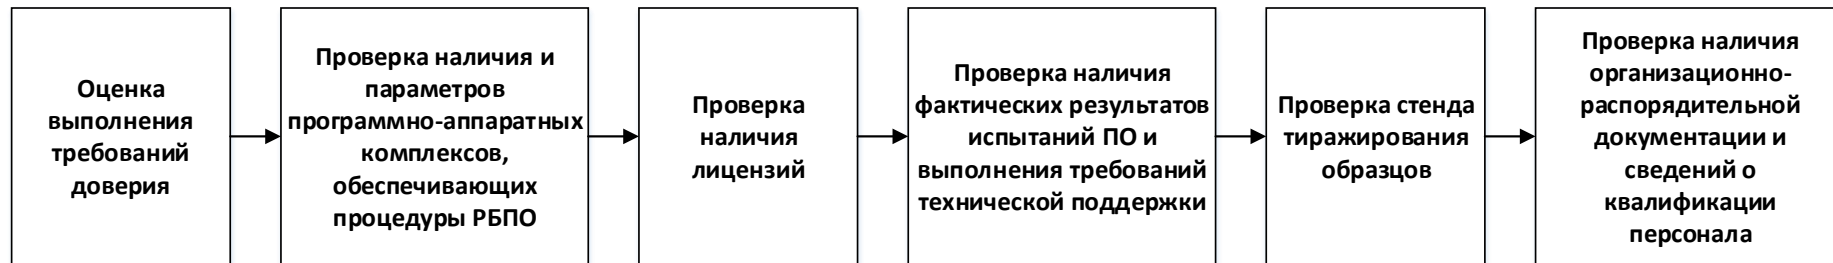 Оценка
выполнения
требований
доверия
Проверка наличия и
параметров
программно-аппаратных
комплексов,
обеспечивающих
процедуры РБПО
Проверка
наличия
лицензий
Проверка наличия
фактических результатов
испытаний ПО и
выполнения требований
технической поддержки
Проверка стенда
тиражирования
образцов
Проверка наличия
организационно-
распорядительной
документации и
сведений о
квалификации
персонала